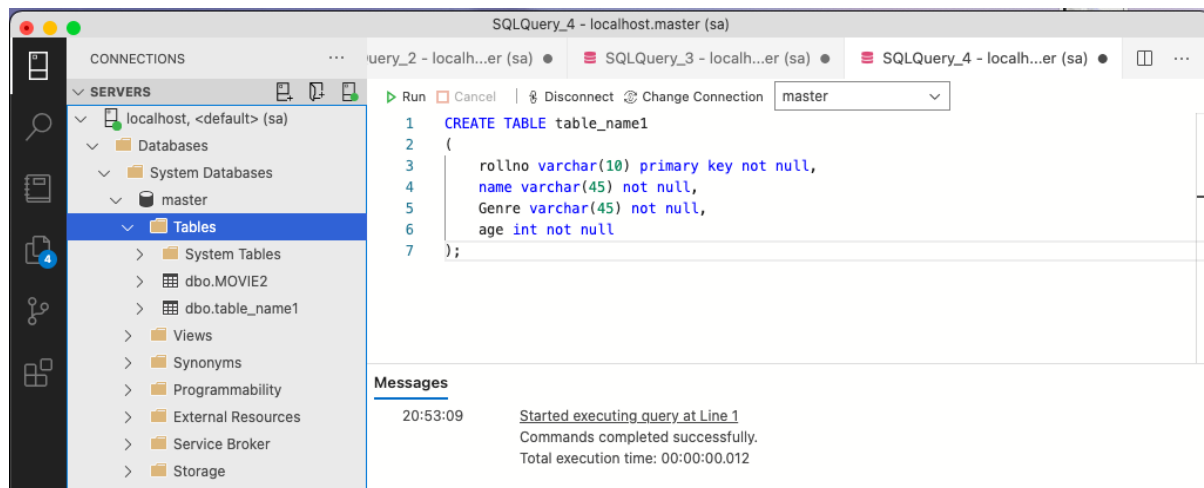 SQLQuery_4 - localhost.master (sa)
CONNECTIONS
uery_2 - localh...er (sa)
SQLQuery_3 - localh...er (sa)
SQLQuery_4 - localh...er (sa)
SERVERS
localhost, <default> (sa)
Databases
System Databases
master
Tables
System Tables
dbo.MOVIE2
dbo.table_name1
Views
Synonyms
Programmability
External Resources
Service Broker
Storage
4
Run Cancel Disconnect Change Connection master
1 CREATE TABLE table_name1
2 (
3 rollno varchar(10) primary key not null,
4 name varchar(45) not null,
5 Genre varchar(45) not null,
6 age int not null
7 );
Messages
20:53:09 Started executing query at Line 1
Commands completed successfully.
Total execution time: 00:00:00.012